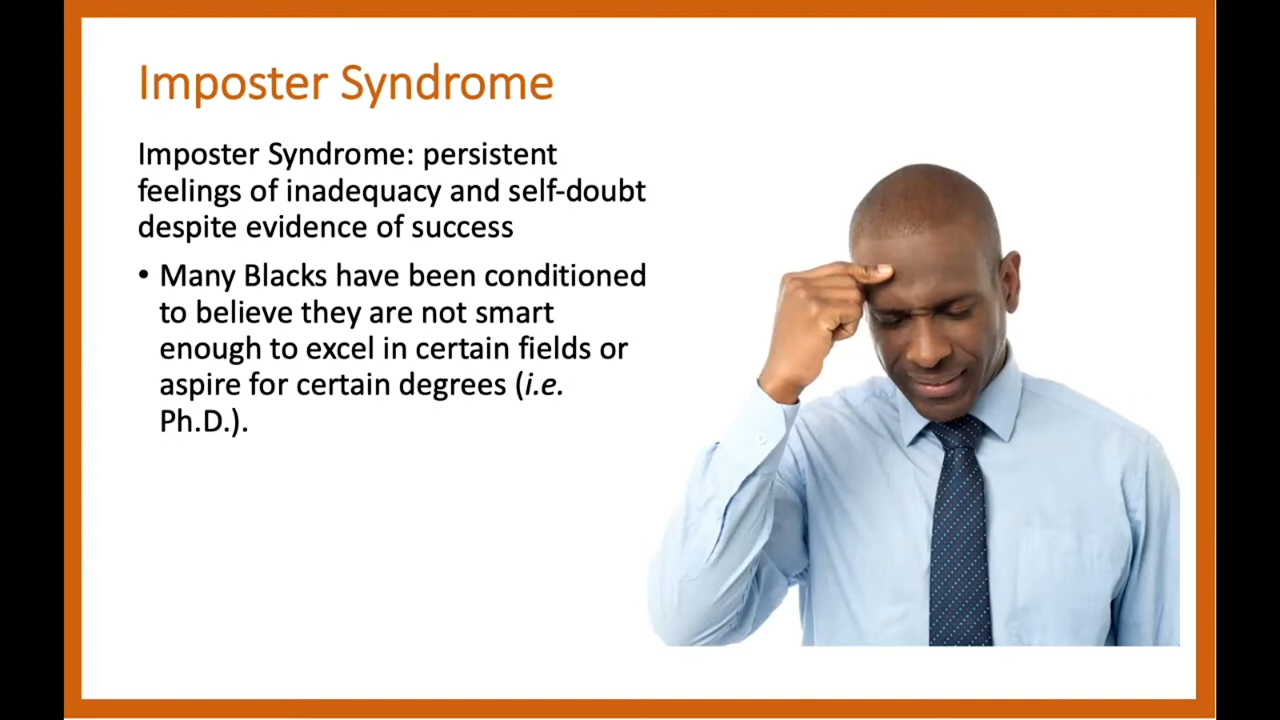 Imposter Syndrome
Imposter Syndrome: persistent
feelings of inadequacy and self-doubt
despite evidence of success
• Many Blacks have been conditioned
to believe they are not smart
enough to excel in certain fields or
aspire for certain degrees (i.e.
Ph.D.).